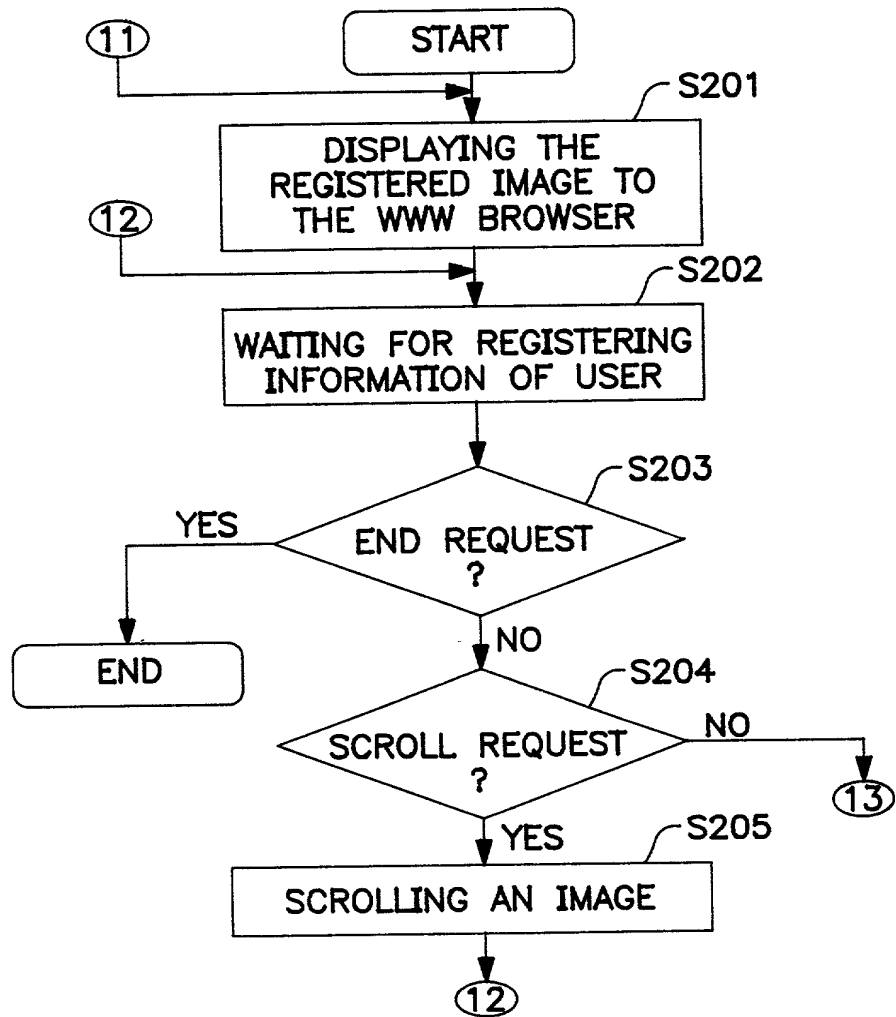 11
START
S201
DISPLAYING THE
REGISTERED IMAGE TO
THE WWW BROWSER
12
S202
WAITING FOR REGISTERING
INFORMATION OF USER
S203
YES
END REQUEST
?
NO
END
S204
SCROLL REQUEST
?
NO
13
YES
S205
SCROLLING AN IMAGE
12